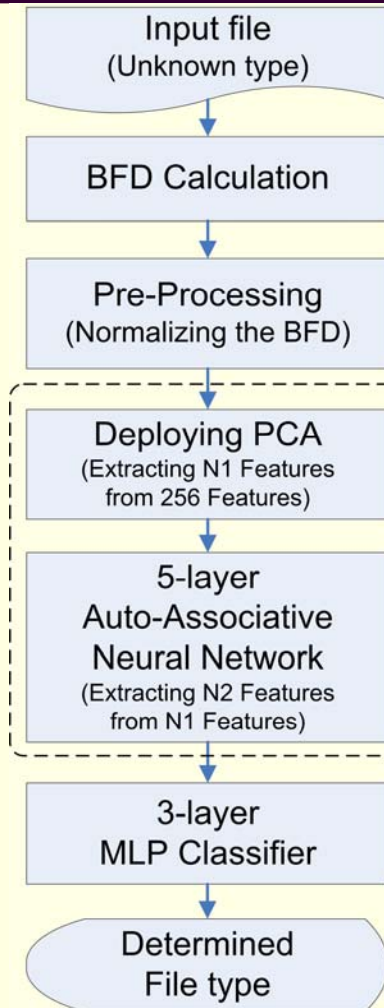 Input file
(Unknown type)
BFD Calculation
Pre-Processing
(Normalizing the BFD)
Deploying PCA
(Extracting N1 Features
from 256 Features)
5-layer
Auto-Associative
Neural Network
(Extracting N2 Features
from N1 Features)
3-layer
MLP Classifier
Determined
File type